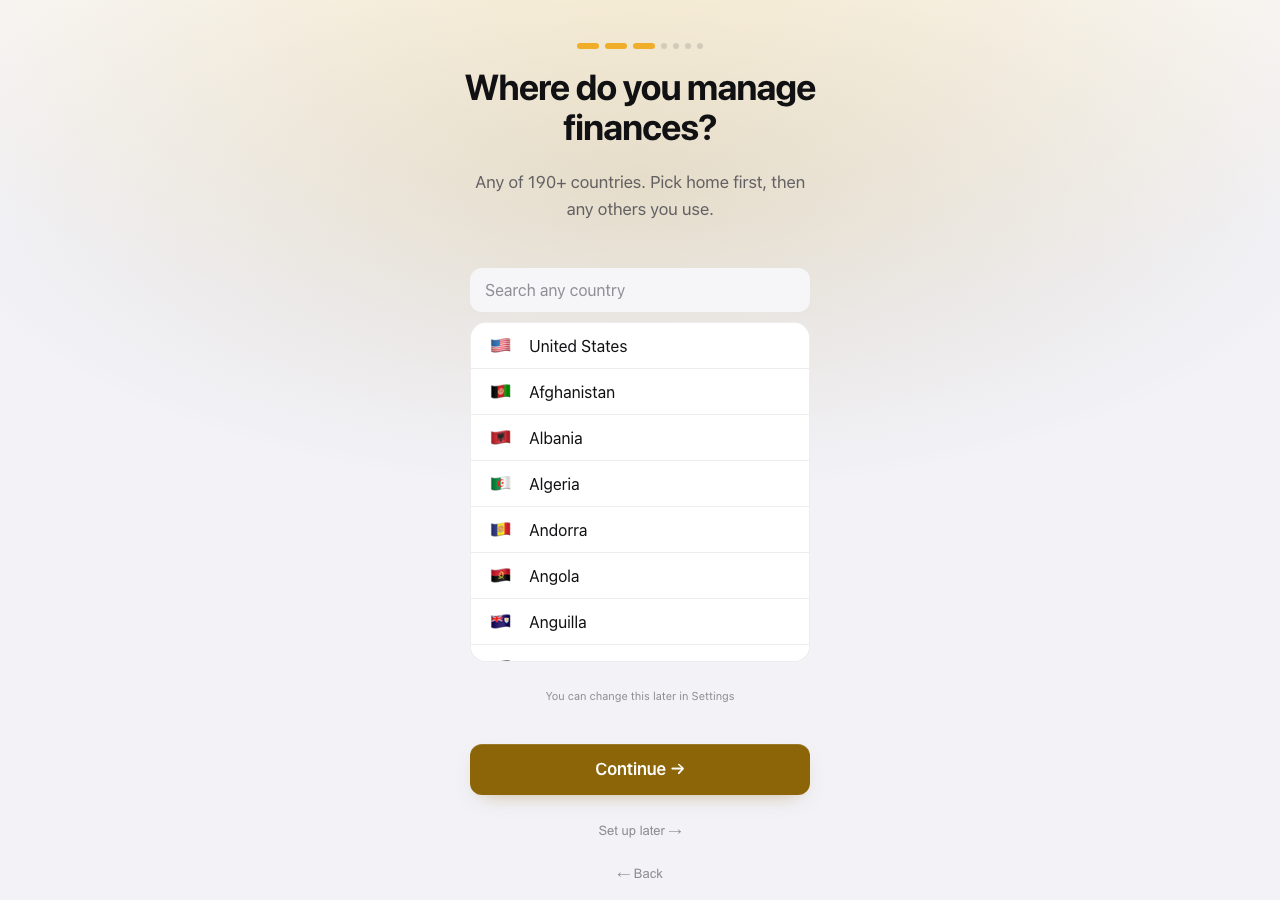 Where do you manage
finances?
Any of 190+ countries. Pick home first, then
any others you use.
Search any country
United States
Afghanistan
Albania
Algeria
Andorra
Angola
Anguilla
You can change this later in Settings
Continue →
Set up later →
← Back